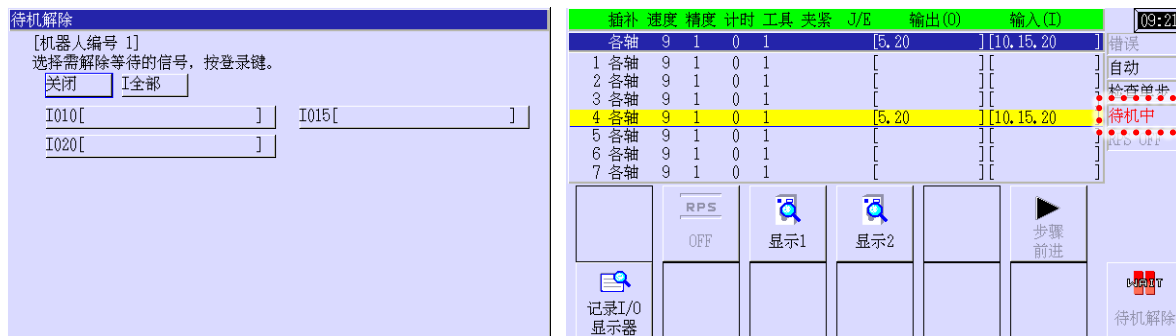 待机解除
[机器人编号 1]
选择需解除等待的信号，按登录键。
关闭 I全部
I010[ ] I015[ ]
I020[ ]
插补 速度 精度 计时 工具 夹紧 J/E 输出(O) 输入(I) 09:21
各轴 9 1 0 1 [5.20 ][10.15.20 ] 错误
1 各轴 9 1 0 1 [ ][ ] 自动
2 各轴 9 1 0 1 [ ][ ] 检查单步
3 各轴 9 1 0 1 [ ][ ]
4 各轴 9 1 0 1 [5.20 ][10.15.20 ] 待机中
5 各轴 9 1 0 1 [ ][ ] RPS OFF
6 各轴 9 1 0 1 [ ][ ]
7 各轴 9 1 0 1 [ ][ ]
RPS
OFF
显示1
显示2
步骤
前进
记录I/O
显示器
WAIT
待机解除